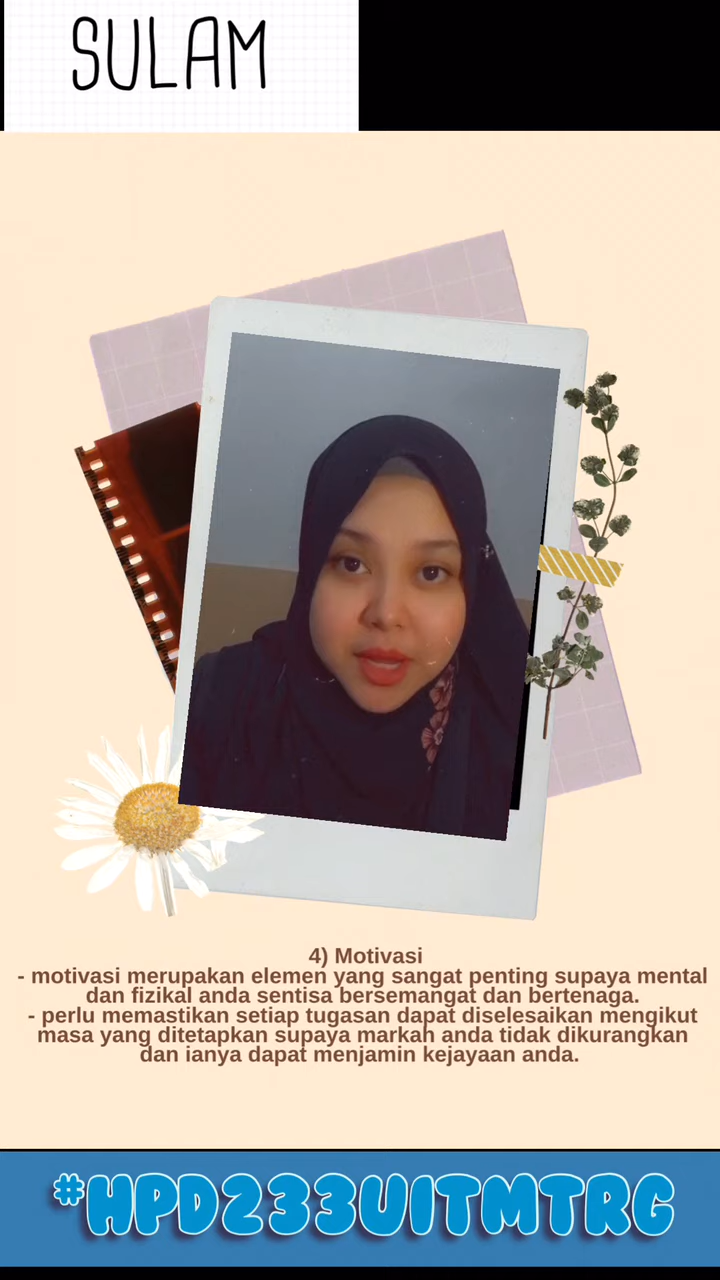 SULAM
4) Motivasi
- motivasi merupakan elemen yang sangat penting supaya mental
dan fizikal anda sentisa bersemangat dan bertenaga.
- perlu memastikan setiap tugasan dapat diselesaikan mengikut
masa yang ditetapkan supaya markah anda tidak dikurangkan
dan ianya dapat menjamin kejayaan anda.
#HPD233UITMTRG